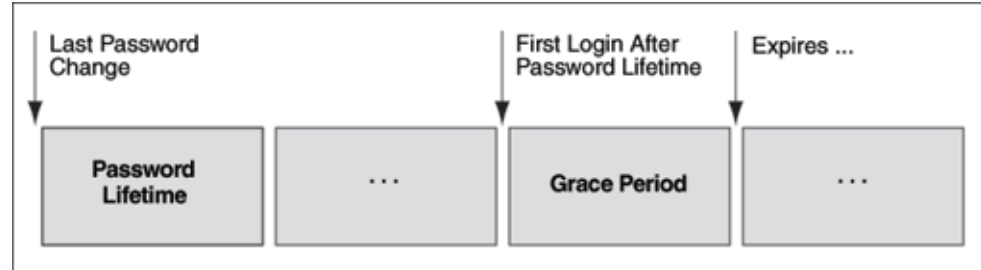 Last Password
Change
First Login After
Password Lifetime
Expires ...
Password
Lifetime
...
Grace Period
...